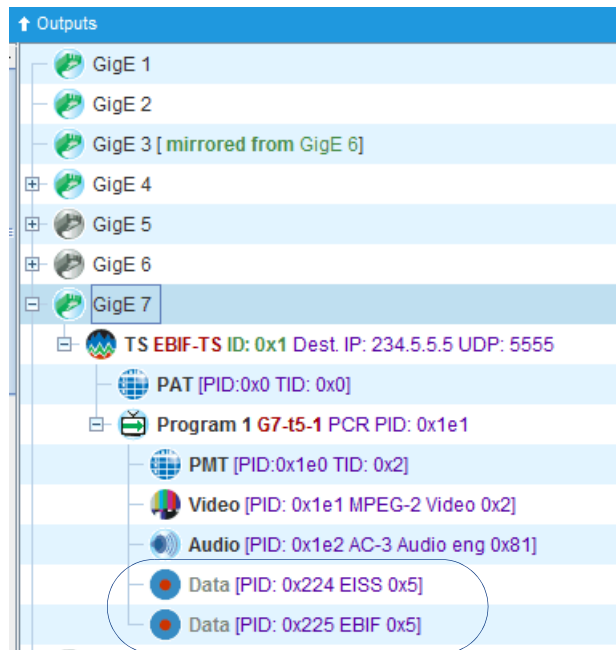 Outputs
GigE 1
GigE 2
GigE 3 [ mirrored from GigE 6]
GigE 4
GigE 5
GigE 6
GigE 7
TS EBIF-TS ID: 0x1 Dest. IP: 234.5.5.5 UDP: 5555
PAT [PID:0x0 TID: 0x0]
Program 1 G7-t5-1 PCR PID: 0x1e1
PMT [PID:0x1e0 TID: 0x2]
Video [PID: 0x1e1 MPEG-2 Video 0x2]
Audio [PID: 0x1e2 AC-3 Audio eng 0x81]
Data [PID: 0x224 EISS 0x5]
Data [PID: 0x225 EBIF 0x5]